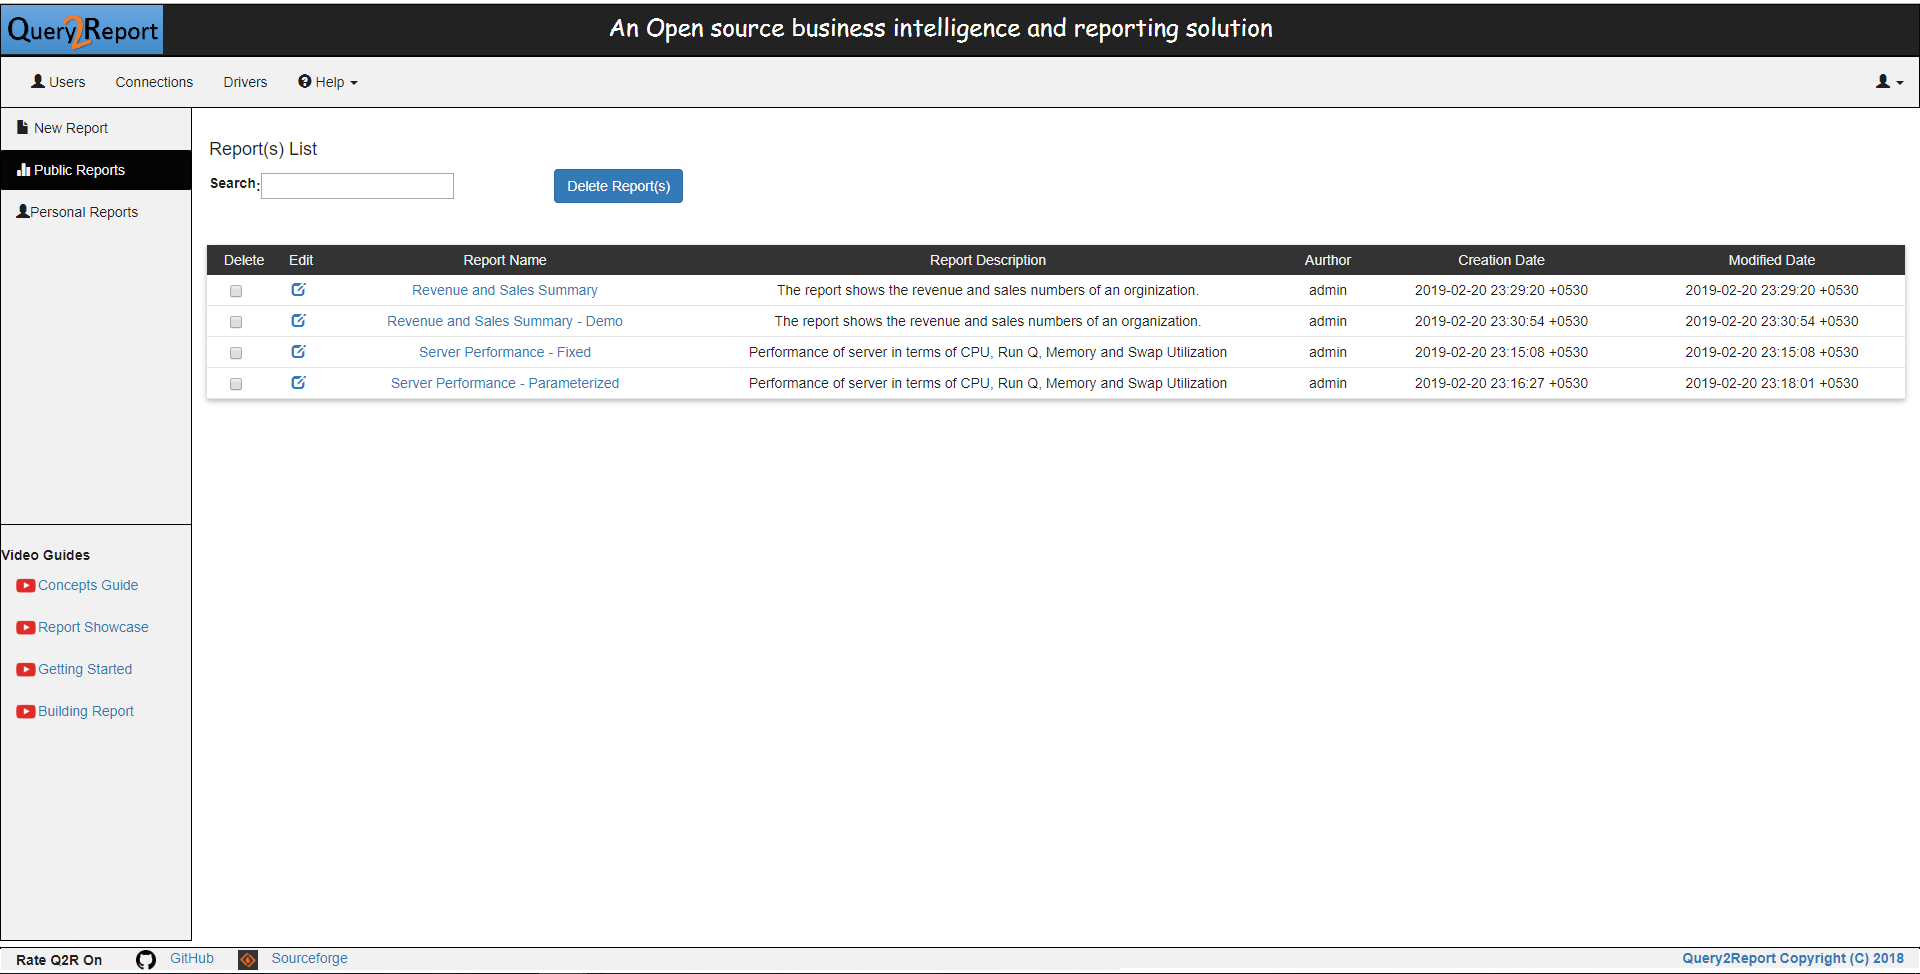 Query2Report
An Open source business intelligence and reporting solution
Users Connections Drivers Help
New Report
Public Reports
Personal Reports
Report(s) List
Search: Delete Report(s)
Delete Edit Report Name Report Description Aurthor Creation Date Modified Date
Revenue and Sales Summary The report shows the revenue and sales numbers of an orginization. admin 2019-02-20 23:29:20 +0530 2019-02-20 23:29:20 +0530
Revenue and Sales Summary - Demo The report shows the revenue and sales numbers of an organization. admin 2019-02-20 23:30:54 +0530 2019-02-20 23:30:54 +0530
Server Performance - Fixed Performance of server in terms of CPU, Run Q, Memory and Swap Utilization admin 2019-02-20 23:15:08 +0530 2019-02-20 23:15:08 +0530
Server Performance - Parameterized Performance of server in terms of CPU, Run Q, Memory and Swap Utilization admin 2019-02-20 23:16:27 +0530 2019-02-20 23:18:01 +0530
Video Guides
Concepts Guide
Report Showcase
Getting Started
Building Report
Rate Q2R On GitHub Sourceforge Query2Report Copyright (C) 2018